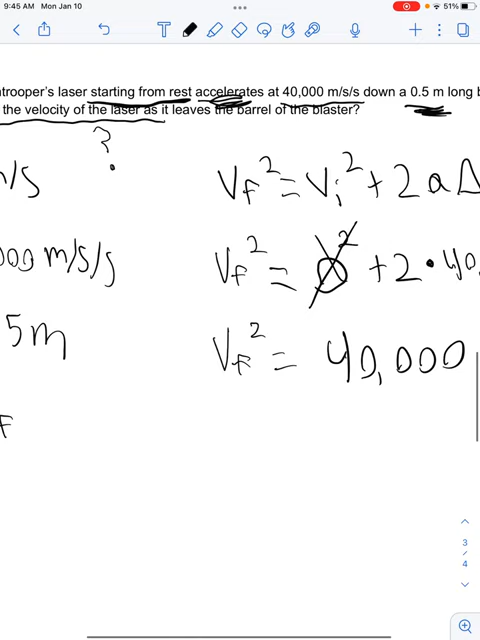 9:45 AM Mon Jan 10
51%
ntrooper's laser starting from rest accelerates at 40,000 m/s/s down a 0.5 m long b
the velocity of the laser as it leaves the barrel of the blaster?
?
m/s
Vf² = Vi² + 2aΔ
000 m/s/s
Vf² = 0² + 2 • 40,
5m
Vf² = 40,000
f
3
/
4